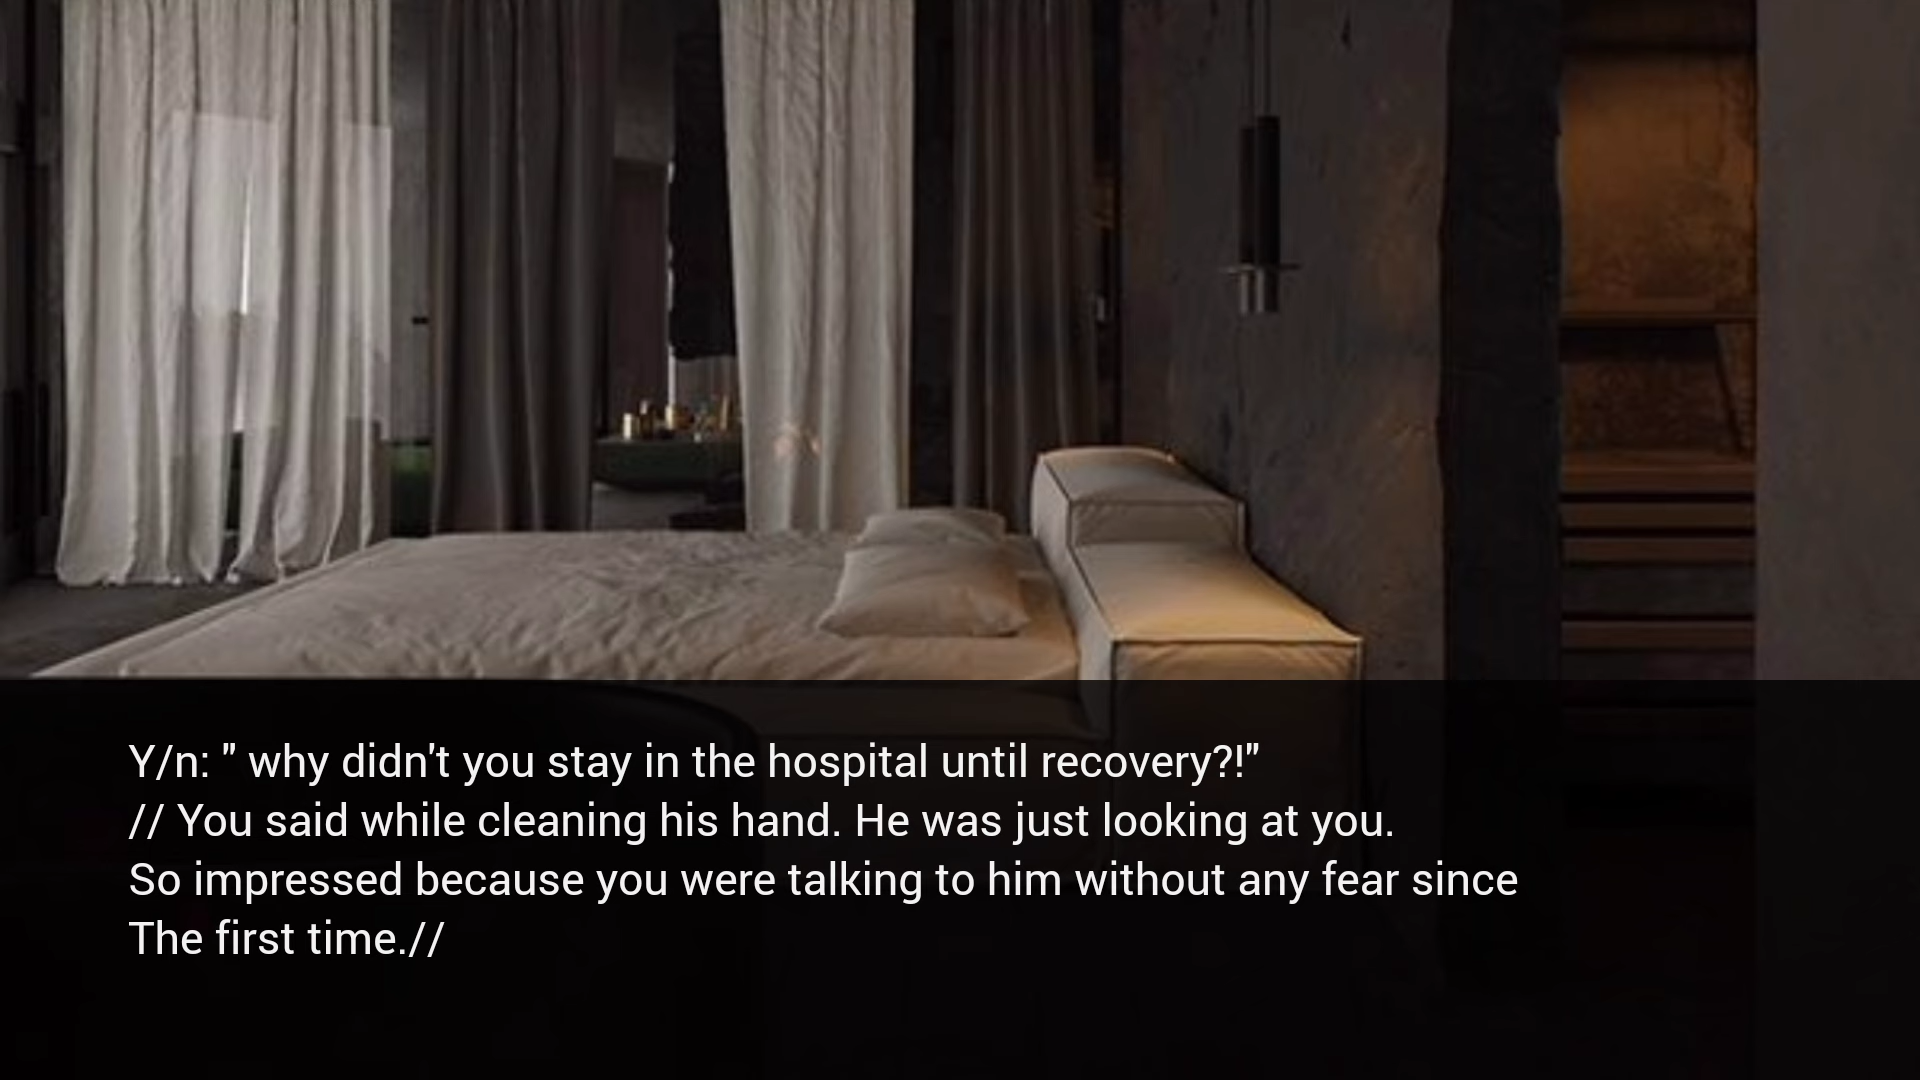 Y/n: " why didn't you stay in the hospital until recovery?!"
// You said while cleaning his hand. He was just looking at you.
So impressed because you were talking to him without any fear since
The first time.//